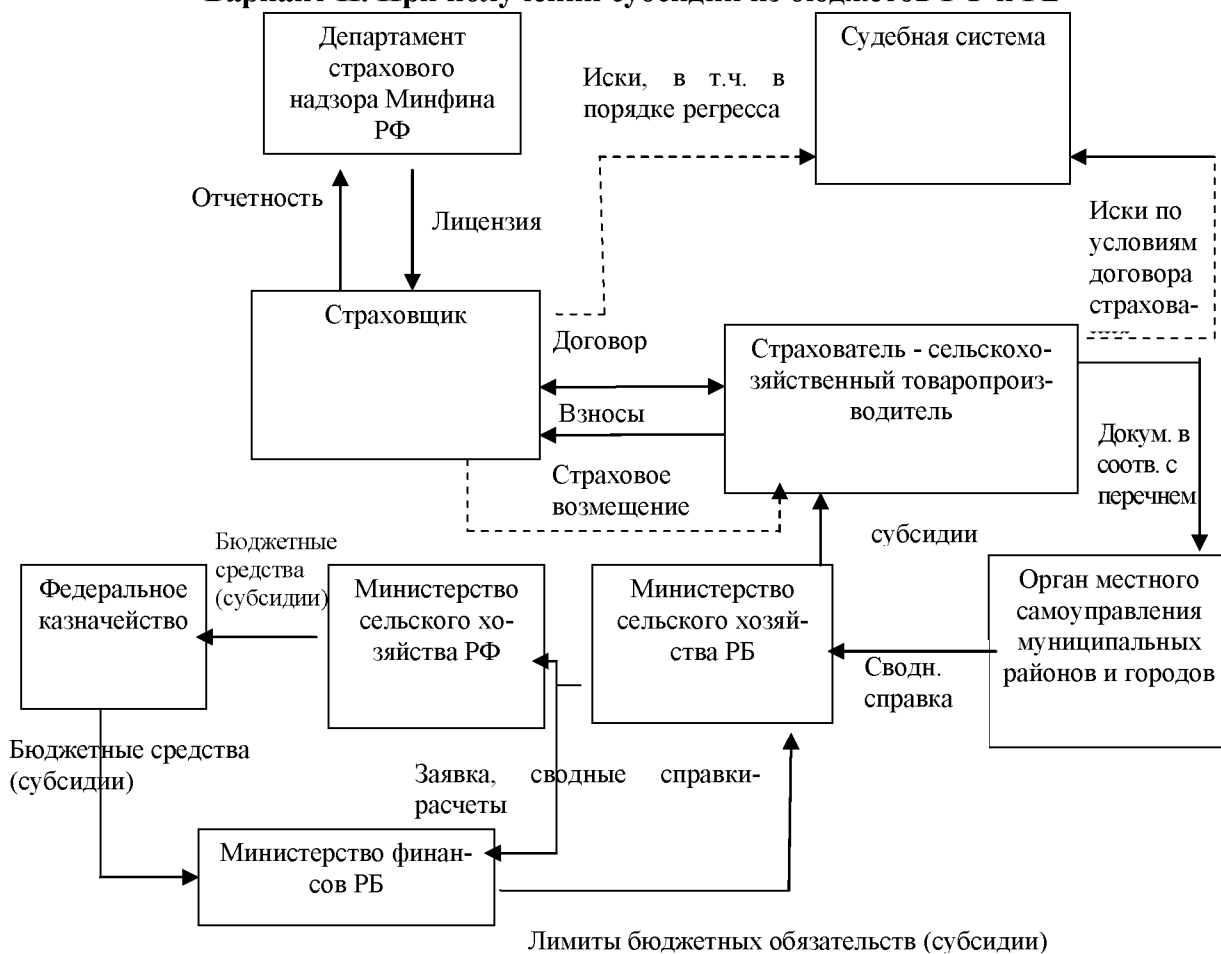 Департамент
страхового
надзора Минфина
РФ
Судебная система
Иски, в т.ч. в
порядке регресса
Отчетность
Лицензия
Иски по
условиям
договора
страхова-
Страховщик
Договор
Страхователь - сельскохо-
зяйственный товаропроиз-
водитель
Взносы
Докум. в
соотв. с
перечнем
Страховое
возмещение
субсидии
Бюджетные
средства
(субсидии)
Федеральное
казначейство
Министерство
сельского хо-
зяйства РФ
Министерство
сельского хозяй-
ства РБ
Орган местного
самоуправления
муниципальных
районов и городов
Сводн.
справка
Бюджетные средства
(субсидии)
Заявка, сводные справки-
расчеты
Министерство финан-
сов РБ
Лимиты бюджетных обязательств (субсидии)